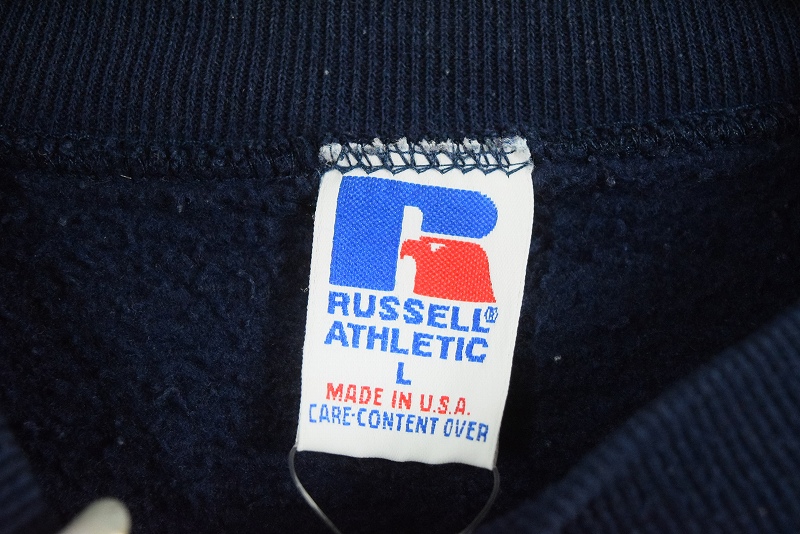 RUSSELL®
ATHLETIC
L
MADE IN U.S.A.
CARE-CONTENT OVER